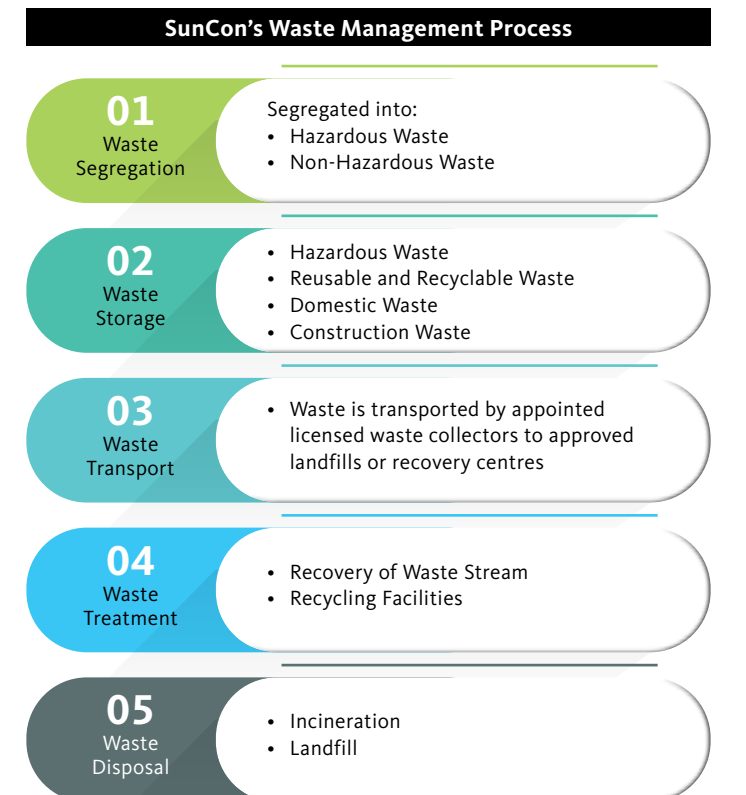 SunCon's Waste Management Process
01
Waste
Segregation
Segregated into:
• Hazardous Waste
• Non-Hazardous Waste
02
Waste
Storage
• Hazardous Waste
• Reusable and Recyclable Waste
• Domestic Waste
• Construction Waste
03
Waste
Transport
• Waste is transported by appointed
licensed waste collectors to approved
landfills or recovery centres
04
Waste
Treatment
• Recovery of Waste Stream
• Recycling Facilities
05
Waste
Disposal
• Incineration
• Landfill